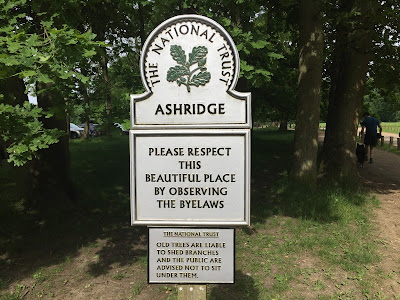 THE NATIONAL TRUST
ASHRIDGE
PLEASE RESPECT
THIS
BEAUTIFUL PLACE
BY OBSERVING
THE BYELAWS
THE NATIONAL TRUST
OLD TREES ARE LIABLE
TO SHED BRANCHES
AND THE PUBLIC ARE
ADVISED NOT TO SIT
UNDER THEM.